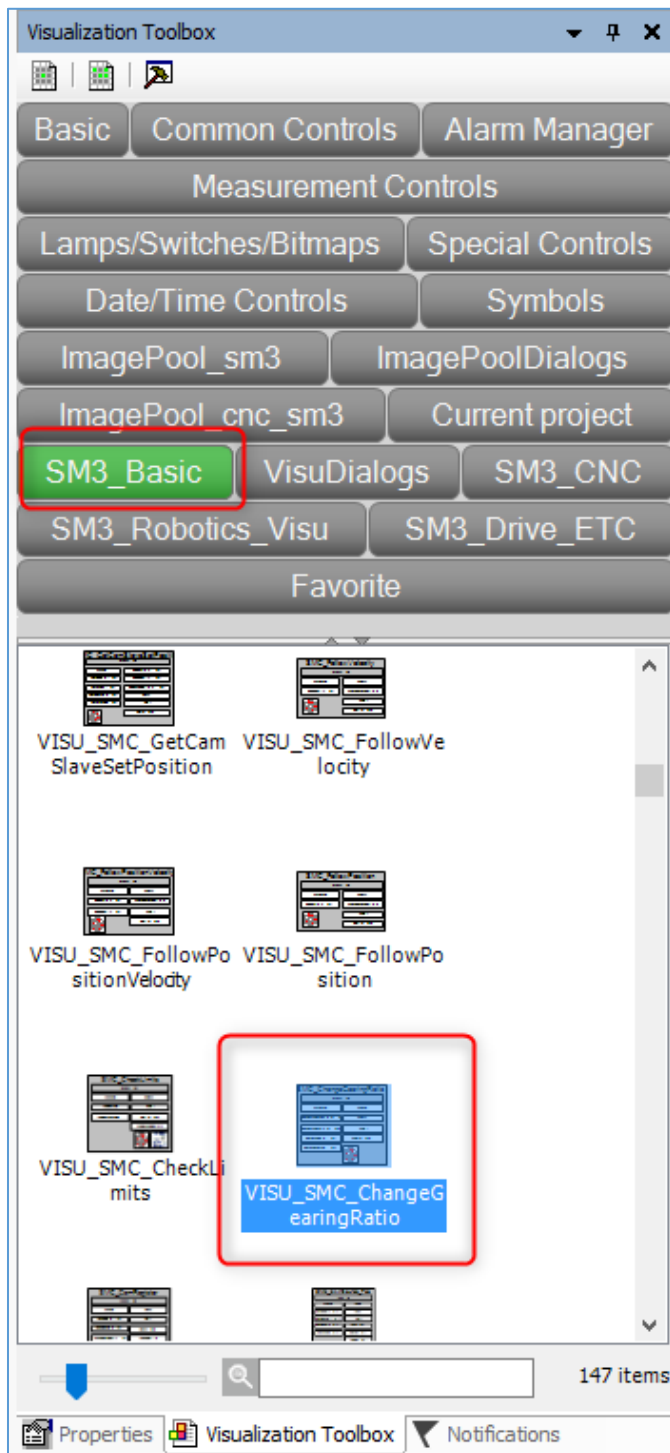 Visualization Toolbox
Basic Common Controls Alarm Manager
Measurement Controls
Lamps/Switches/Bitmaps Special Controls
Date/Time Controls Symbols
ImagePool_sm3 ImagePoolDialogs
ImagePool_cnc_sm3 Current project
SM3_Basic VisuDialogs SM3_CNC
SM3_Robotics_Visu SM3_Drive_ETC
Favorite
VISU_SMC_GetCam
SlaveSetPosition
VISU_SMC_FollowVe
locity
VISU_SMC_FollowPo
sitionVelocity
VISU_SMC_FollowPo
sition
VISU_SMC_CheckLi
mits
VISU_SMC_ChangeG
earingRatio
147 items
Properties Visualization Toolbox Notifications